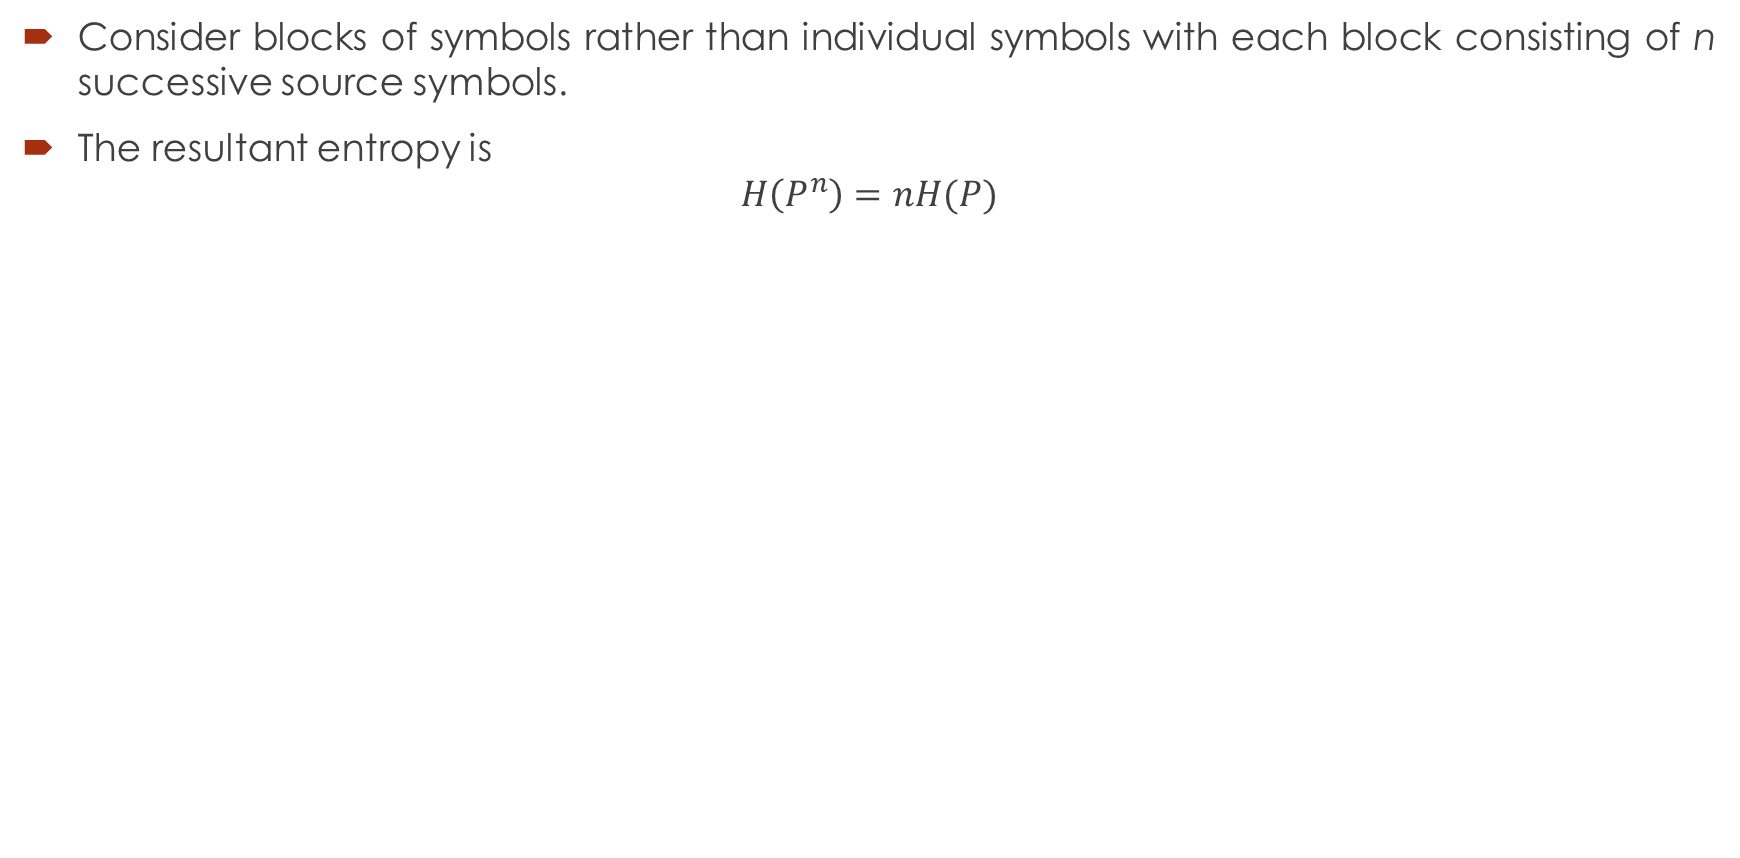 Consider blocks of symbols rather than individual symbols with each block consisting of n
successive source symbols.
The resultant entropy is
H(Pⁿ) = nH(P)